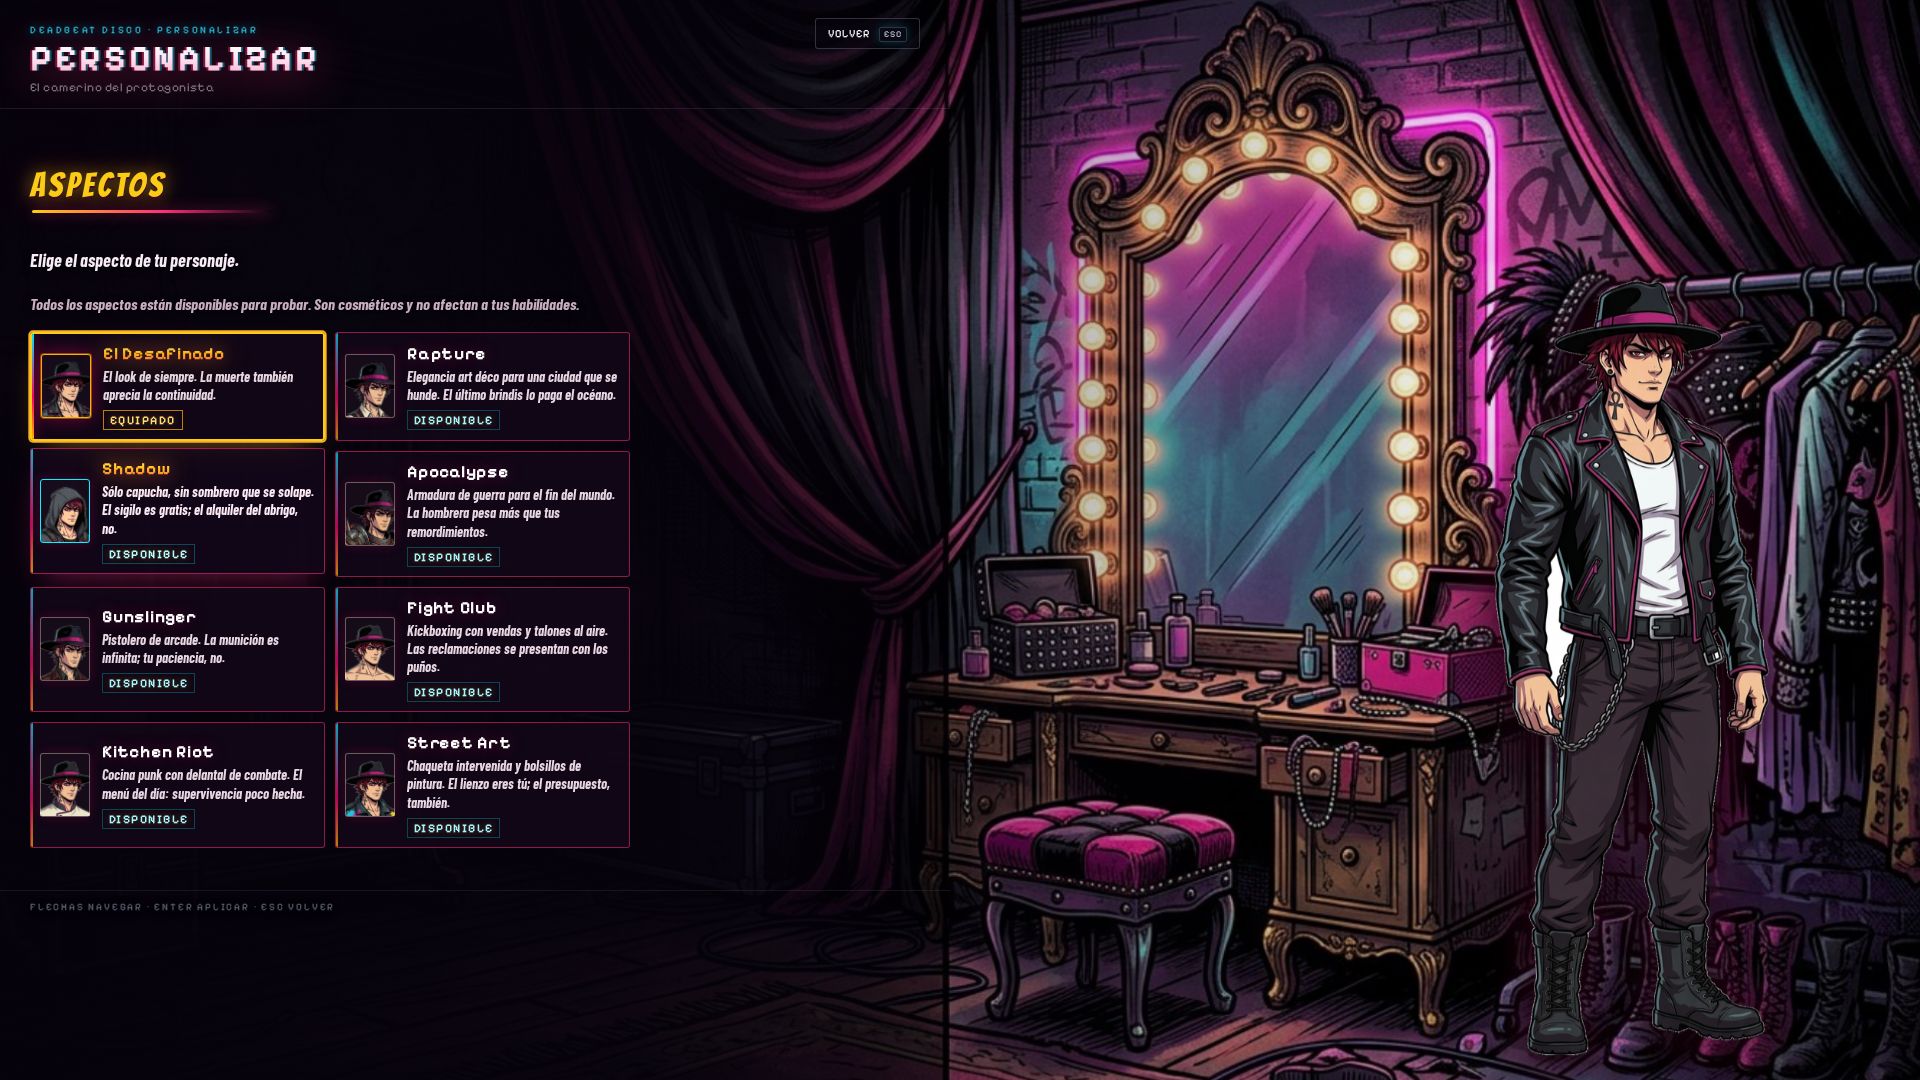 DEADBEAT DISCO · PERSONALIZAR
PERSONALIZAR
El camerino del protagonista
VOLVER ESC
ASPECTOS
Elige el aspecto de tu personaje.
Todos los aspectos están disponibles para probar. Son cosméticos y no afectan a tus habilidades.
El Desafinado
El look de siempre. La muerte también
aprecia la continuidad.
EQUIPADO
Rapture
Elegancia art déco para una ciudad que se
hunde. El último brindis lo paga el océano.
DISPONIBLE
Shadow
Sólo capucha, sin sombrero que se solape.
El sigilo es gratis; el alquiler del abrigo,
no.
DISPONIBLE
Apocalypse
Armadura de guerra para el fin del mundo.
La hombrera pesa más que tus
remordimientos.
DISPONIBLE
Gunslinger
Pistolero de arcade. La munición es
infinita; tu paciencia, no.
DISPONIBLE
Fight Club
Kickboxing con vendas y talones al aire.
Las reclamaciones se presentan con los
puños.
DISPONIBLE
Kitchen Riot
Cocina punk con delantal de combate. El
menú del día: supervivencia poco hecha.
DISPONIBLE
Street Art
Chaqueta intervenida y bolsillos de
pintura. El lienzo eres tú; el presupuesto,
también.
DISPONIBLE
FLECHAS NAVEGAR · ENTER APLICAR · ESC VOLVER